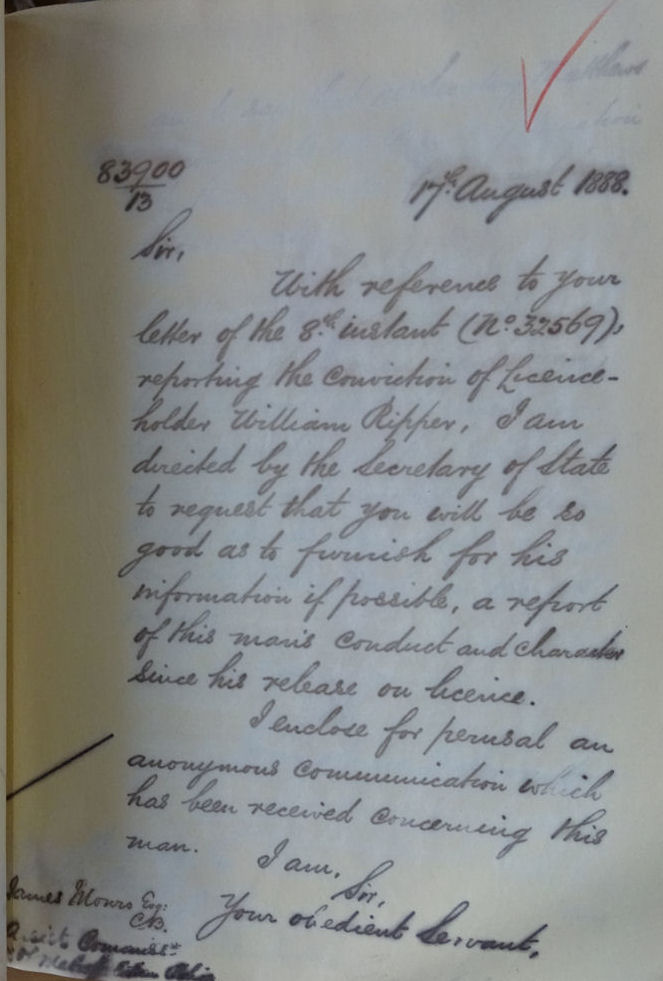 83900
13
17th August 1888.
Sir,
With reference to your
letter of the 8th instant (No. 32569),
reporting the conviction of Licence-
holder William Ripper, I am
directed by the Secretary of State
to request that you will be so
good as to furnish for his
information if possible, a report
of this man's conduct and character
since his release on licence.
I enclose for perusal an
anonymous communication which
has been received concerning this
man.
I am,
Sir,
Your obedient Servant,
James Monro Esq:
CB.
Assist Commissr